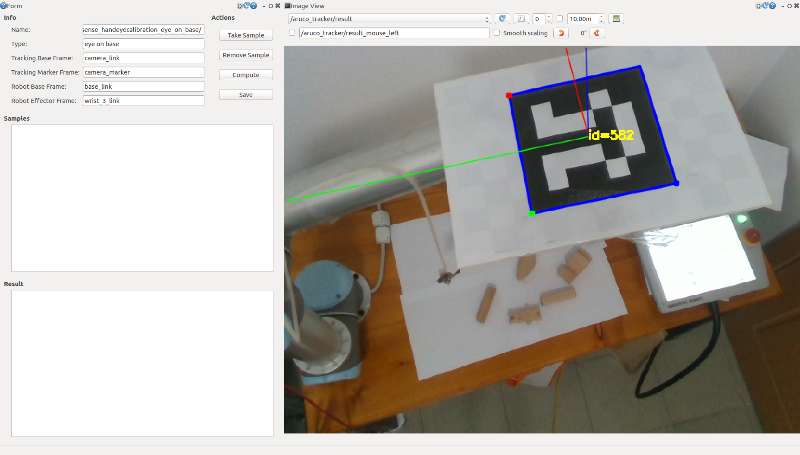 Form
Info
Name: sense_handeyecalibration_eye_on_base/
Type: eye on base
Tracking Base Frame: camera_link
Tracking Marker Frame: camera_marker
Robot Base Frame: base_link
Robot Effector Frame: wrist_3_link
Actions
Take Sample
Remove Sample
Compute
Save
Samples
Result
Image View
/aruco_tracker/result
0
10.00m
/aruco_tracker/result_mouse_left
Smooth scaling
0°
id=582